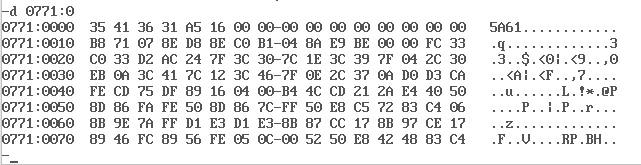 -d 0771:0
0771:0000  35 41 36 31 A5 16 00 00-00 00 00 00 00 00 00 00   5A61............
0771:0010  B8 71 07 8E D8 8E C0 B1-04 8A E9 BE 00 00 FC 33   .q.............3
0771:0020  C0 33 D2 AC 24 7F 3C 30-7C 1E 3C 39 7F 04 2C 30   .3..$.<0|.<9..,0
0771:0030  EB 0A 3C 41 7C 12 3C 46-7F 0E 2C 37 0A D0 D3 CA   ..<A|.<F..,7....
0771:0040  FE CD 75 DF 89 16 04 00-B4 4C CD 21 2A E4 40 50   ..u......L.!*.@P
0771:0050  8D 86 FA FE 50 8D 86 7C-FF 50 E8 C5 72 83 C4 06   ....P..|.P..r...
0771:0060  8B 9E 7A FF D1 E3 D1 E3-8B 87 CC 17 8B 97 CE 17   ..z.............
0771:0070  89 46 FC 89 56 FE 05 0C-00 52 50 E8 42 48 83 C4   .F..V....RP.BH..
-_